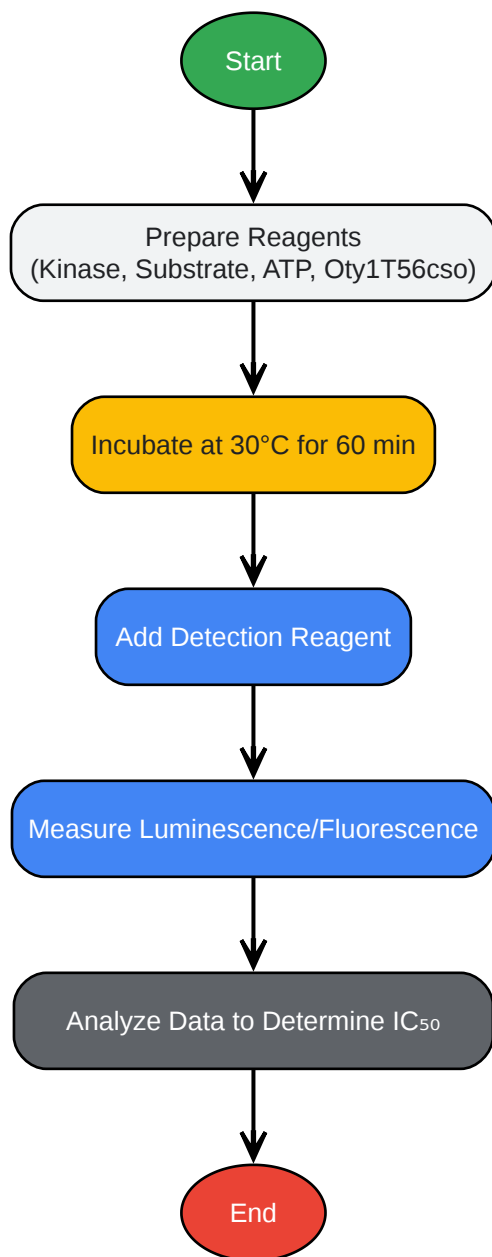 Start
Prepare Reagents
(Kinase, Substrate, ATP, Oty1T56cso)
Incubate at 30°C for 60 min
Add Detection Reagent
Measure Luminescence/Fluorescence
Analyze Data to Determine IC₅₀
End